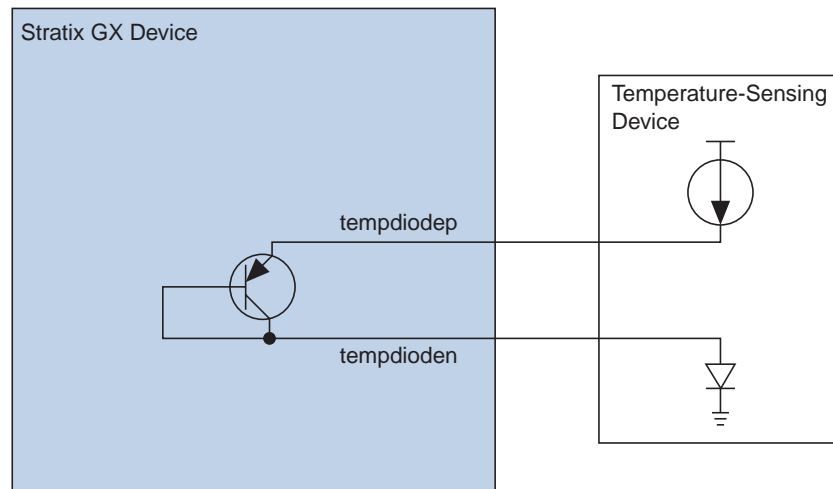 Stratix GX Device
Temperature-Sensing
Device
tempdiodep
tempdioden